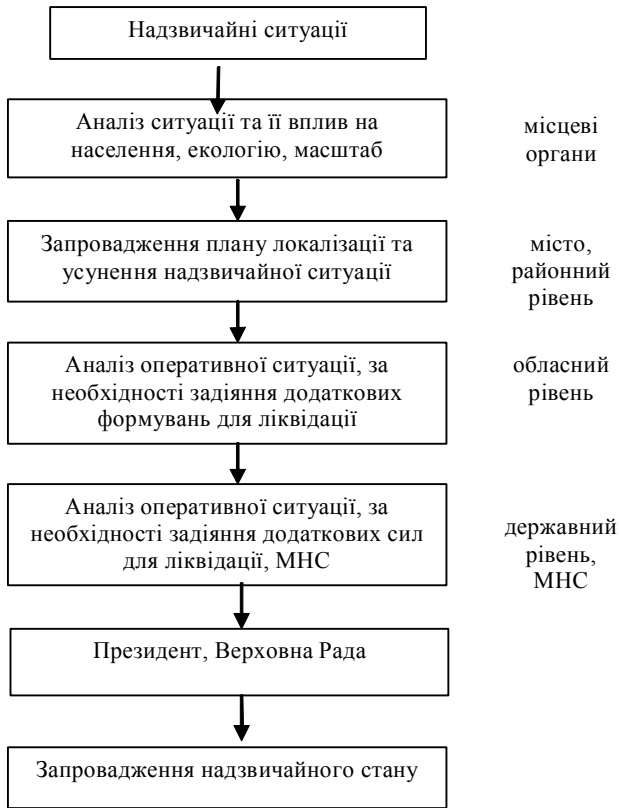 Надзвичайні ситуації
Аналіз ситуації та її вплив на
населення, екологію, масштаб
місцеві
органи
Запровадження плану локалізації та
усунення надзвичайної ситуації
місто,
районний
рівень
Аналіз оперативної ситуації, за
необхідності задіяння додаткових
формувань для ліквідації
обласний
рівень
Аналіз оперативної ситуації, за
необхідності задіяння додаткових сил
для ліквідації, МНС
державний
рівень,
МНС
Президент, Верховна Рада
Запровадження надзвичайного стану